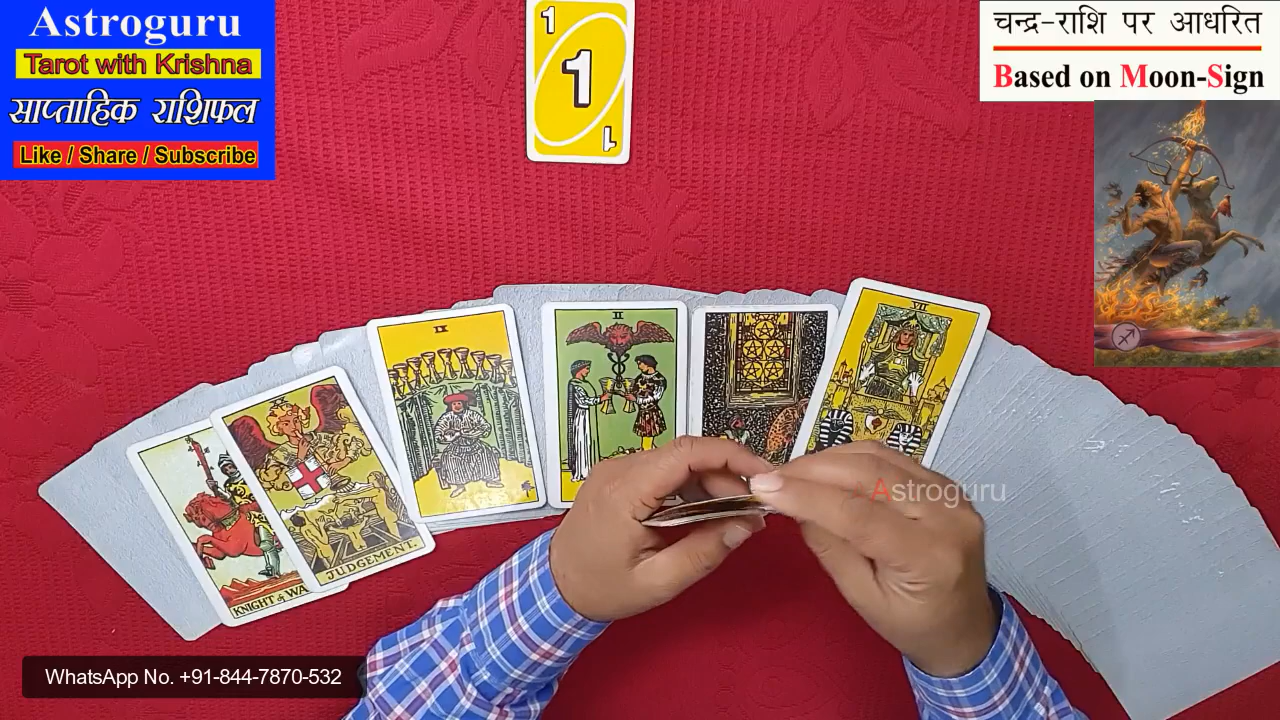 Astroguru
Tarot with Krishna
साप्ताहिक राशिफल
Like / Share / Subscribe
1
1
1
चन्द्र-राशि पर आधरित
Based on Moon-Sign
VII
II
IX
XX
JUDGEMENT.
KNIGHT of WA
Astroguru
WhatsApp No. +91-844-7870-532